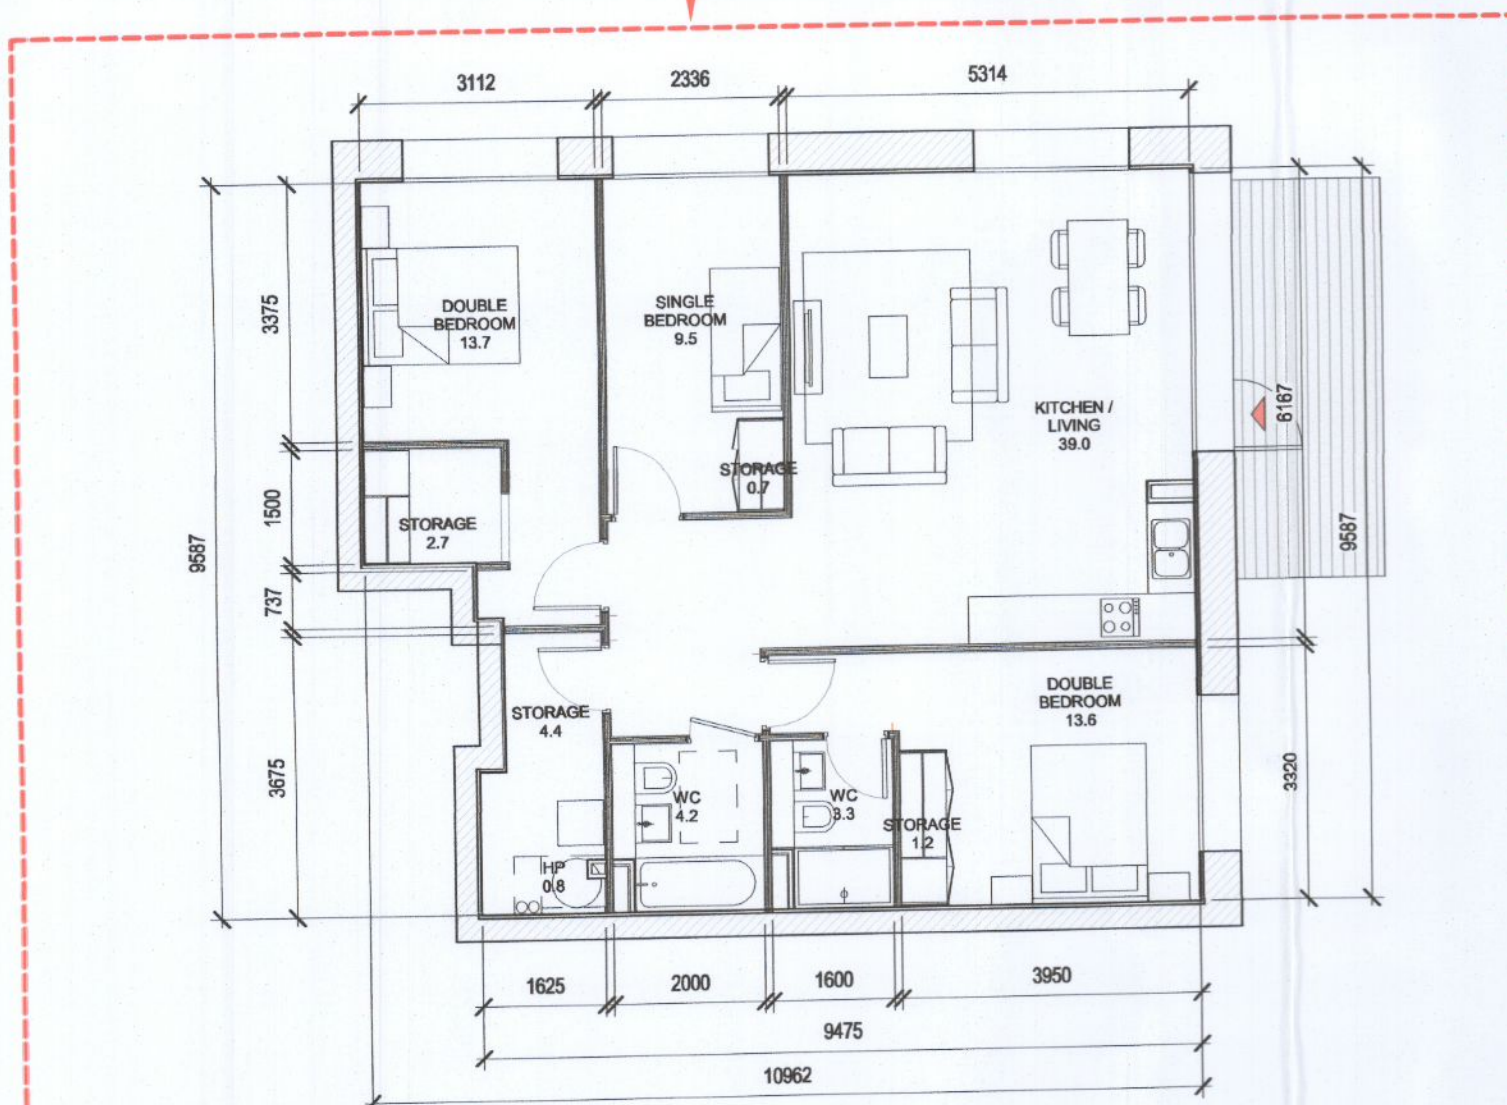 3112
2336
5314
3375
1500
737
3675
9587
DOUBLE
BEDROOM
13.7
SINGLE
BEDROOM
9.5
STORAGE
0.7
KITCHEN /
LIVING
39.0
6167
9587
3320
STORAGE
2.7
STORAGE
4.4
HP
0.8
WC
4.2
WC
3.3
STORAGE
1.2
DOUBLE
BEDROOM
13.6
1625
2000
1600
3950
9475
10962